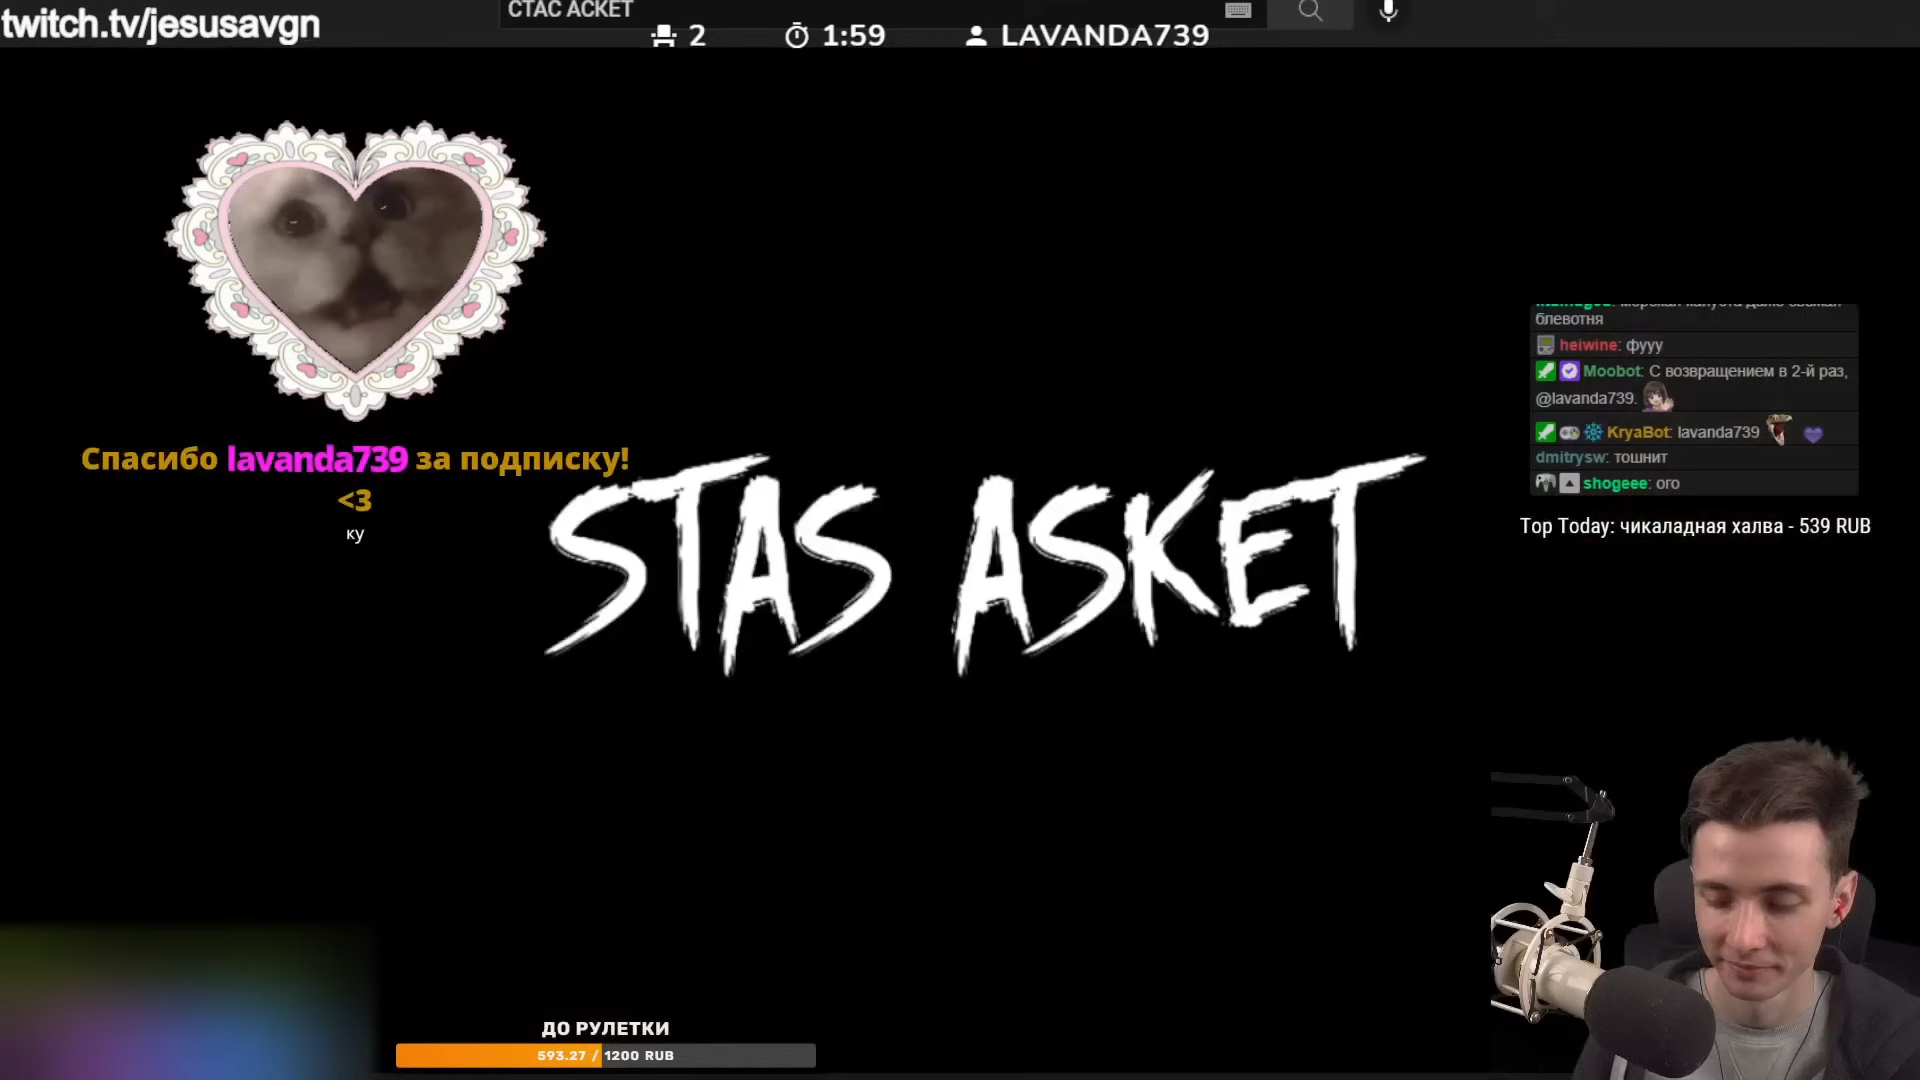 twitch.tv/jesusavgn
СТАС АСКЕТ
2 1:59 LAVANDA739
Спасибо lavanda739 за подписку!
<3
ку
STAS ASKET
блевотня
heiwine: фууу
Moobot: С возвращением в 2-й раз,
@lavanda739.
KryaBot: lavanda739
dmitrysw: тошнит
shogeee: ого
Top Today: чикаладная халва - 539 RUB
ДО РУЛЕТКИ
593.27 / 1200 RUB